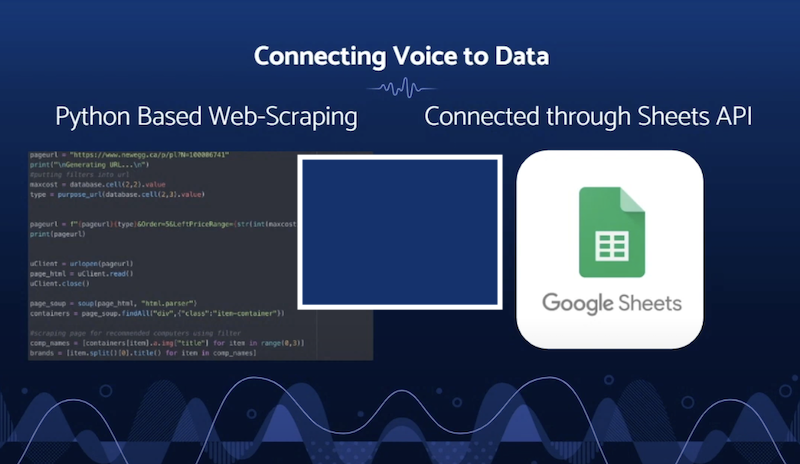 Connecting Voice to Data
Python Based Web-Scraping
Connected through Sheets API
pageurl = "https://www.newegg.ca/p/pl?N=100006741"
print("\nGenerating URL...\n")
#putting filters into url
maxcost = database.cell(2,2).value
type = purpose_url(database.cell(2,3).value)
pageurl = f"{pageurl}{type}&Order=5&LeftPriceRange={str(int(maxcost
print(pageurl)
uClient = urlopen(pageurl)
page_html = uClient.read()
uClient.close()
page_soup = soup(page_html, "html.parser")
containers = page_soup.findAll("div",{"class":"item-container"})
#scraping page for recommended computers using filter
comp_names = [containers[item].a.img["title"] for item in range(0,3)]
brands = [item.split()[0].title() for item in comp_names]
Google Sheets